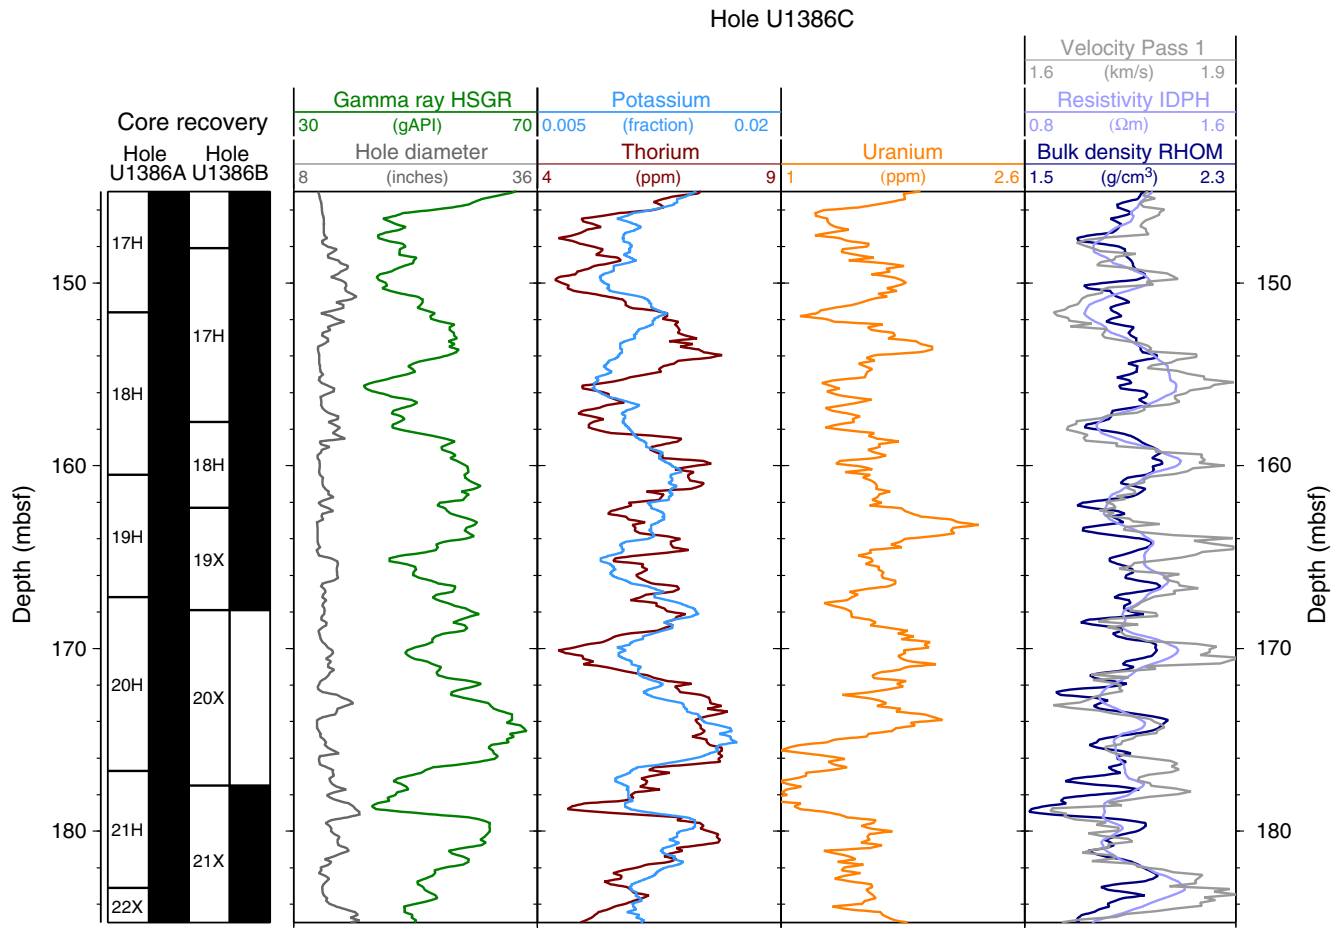 Hole U1386C
Velocity Pass 1
1.6 (km/s) 1.9
Gamma ray HSGR Potassium Resistivity IDPH
30 (gAPI) 70 0.005 (fraction) 0.02 0.8 (Ωm) 1.6
Core recovery
Hole U1386A Hole U1386B
Hole diameter Thorium Uranium Bulk density RHOM
8 (inches) 36 4 (ppm) 9 1 (ppm) 2.6 1.5 (g/cm³) 2.3
17H
150 150
17H
18H
18H
160 160
19H
19X
Depth (mbsf) Depth (mbsf)
170 170
20H
20X
180 21H 180
21X
22X